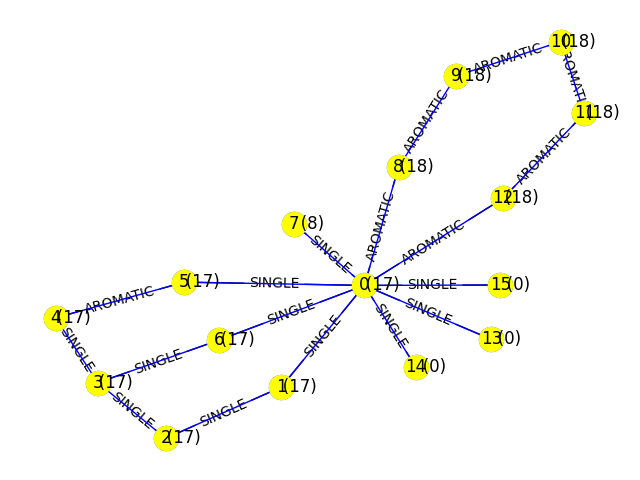 10(18)
AROMATIC
9(18)
AROMATIC
11(18)
AROMATIC
AROMATIC
8(18)
12(18)
AROMATIC
7(8)
AROMATIC
SINGLE
5(17)
SINGLE
0(17)
SINGLE
15(0)
AROMATIC
4(17)
SINGLE
SINGLE
SINGLE
SINGLE
SINGLE
6(17)
13(0)
SINGLE
14(0)
3(17)
1(17)
SINGLE
SINGLE
2(17)